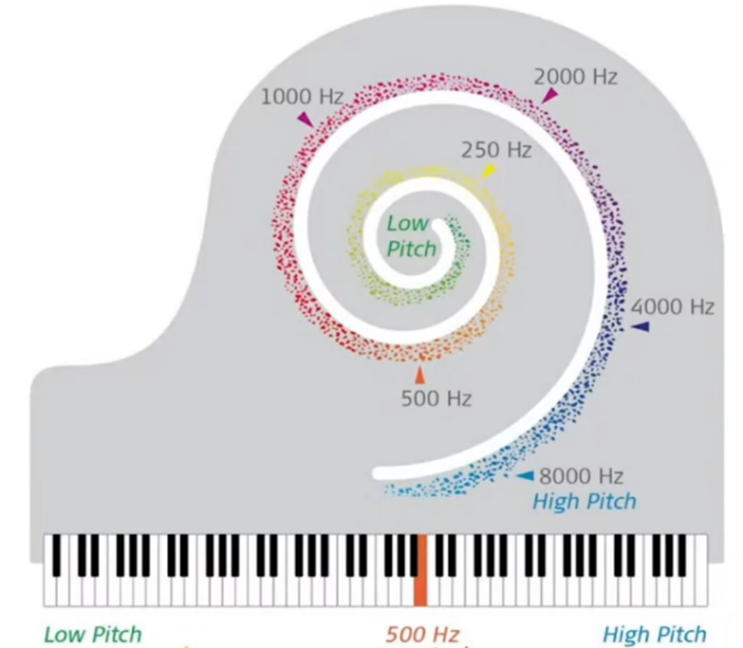 2000 Hz
1000 Hz
250 Hz
Low
Pitch
4000 Hz
500 Hz
8000 Hz
High Pitch
Low Pitch
500 Hz
High Pitch